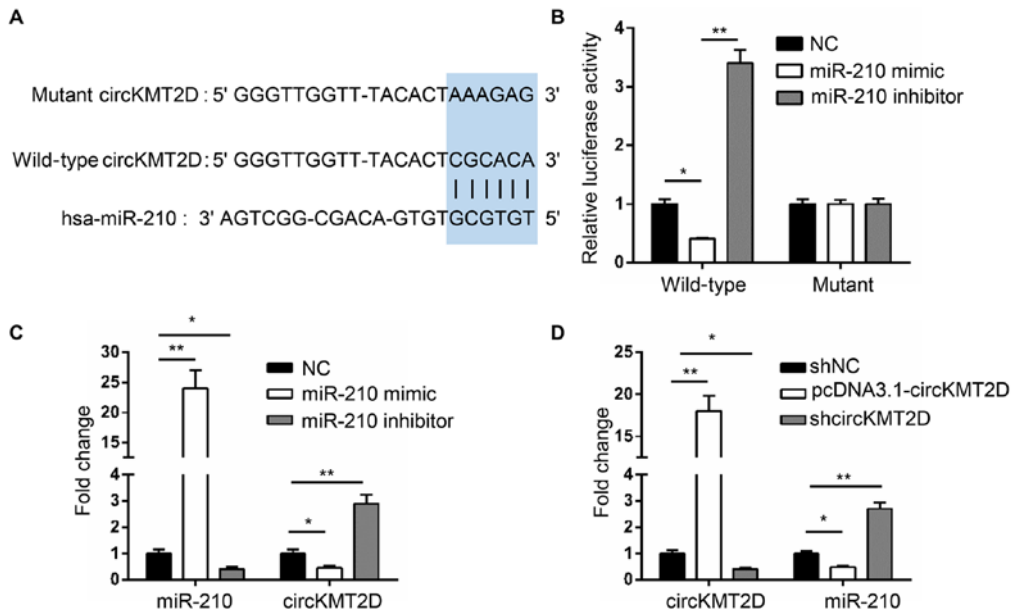 A
Mutant circKMT2D : 5' GGGTTGGTT-TACACTAAAGAG 3'
Wild-type circKMT2D : 5' GGGTTGGTT-TACACTCGCACA 3'
hsa-miR-210 : 3' AGTCGG-CGACA-GTGTGCGTGT 5'
B
Relative luciferase activity
4
3
2
1
0
*
**
NC
miR-210 mimic
miR-210 inhibitor
Wild-type
Mutant
C
Fold change
30
25
20
15
10
4
3
2
1
0
*
**
**
*
NC
miR-210 mimic
miR-210 inhibitor
miR-210
circKMT2D
D
Fold change
25
20
15
10
4
3
2
1
0
*
**
**
*
shNC
pcDNA3.1-circKMT2D
shcircKMT2D
circKMT2D
miR-210